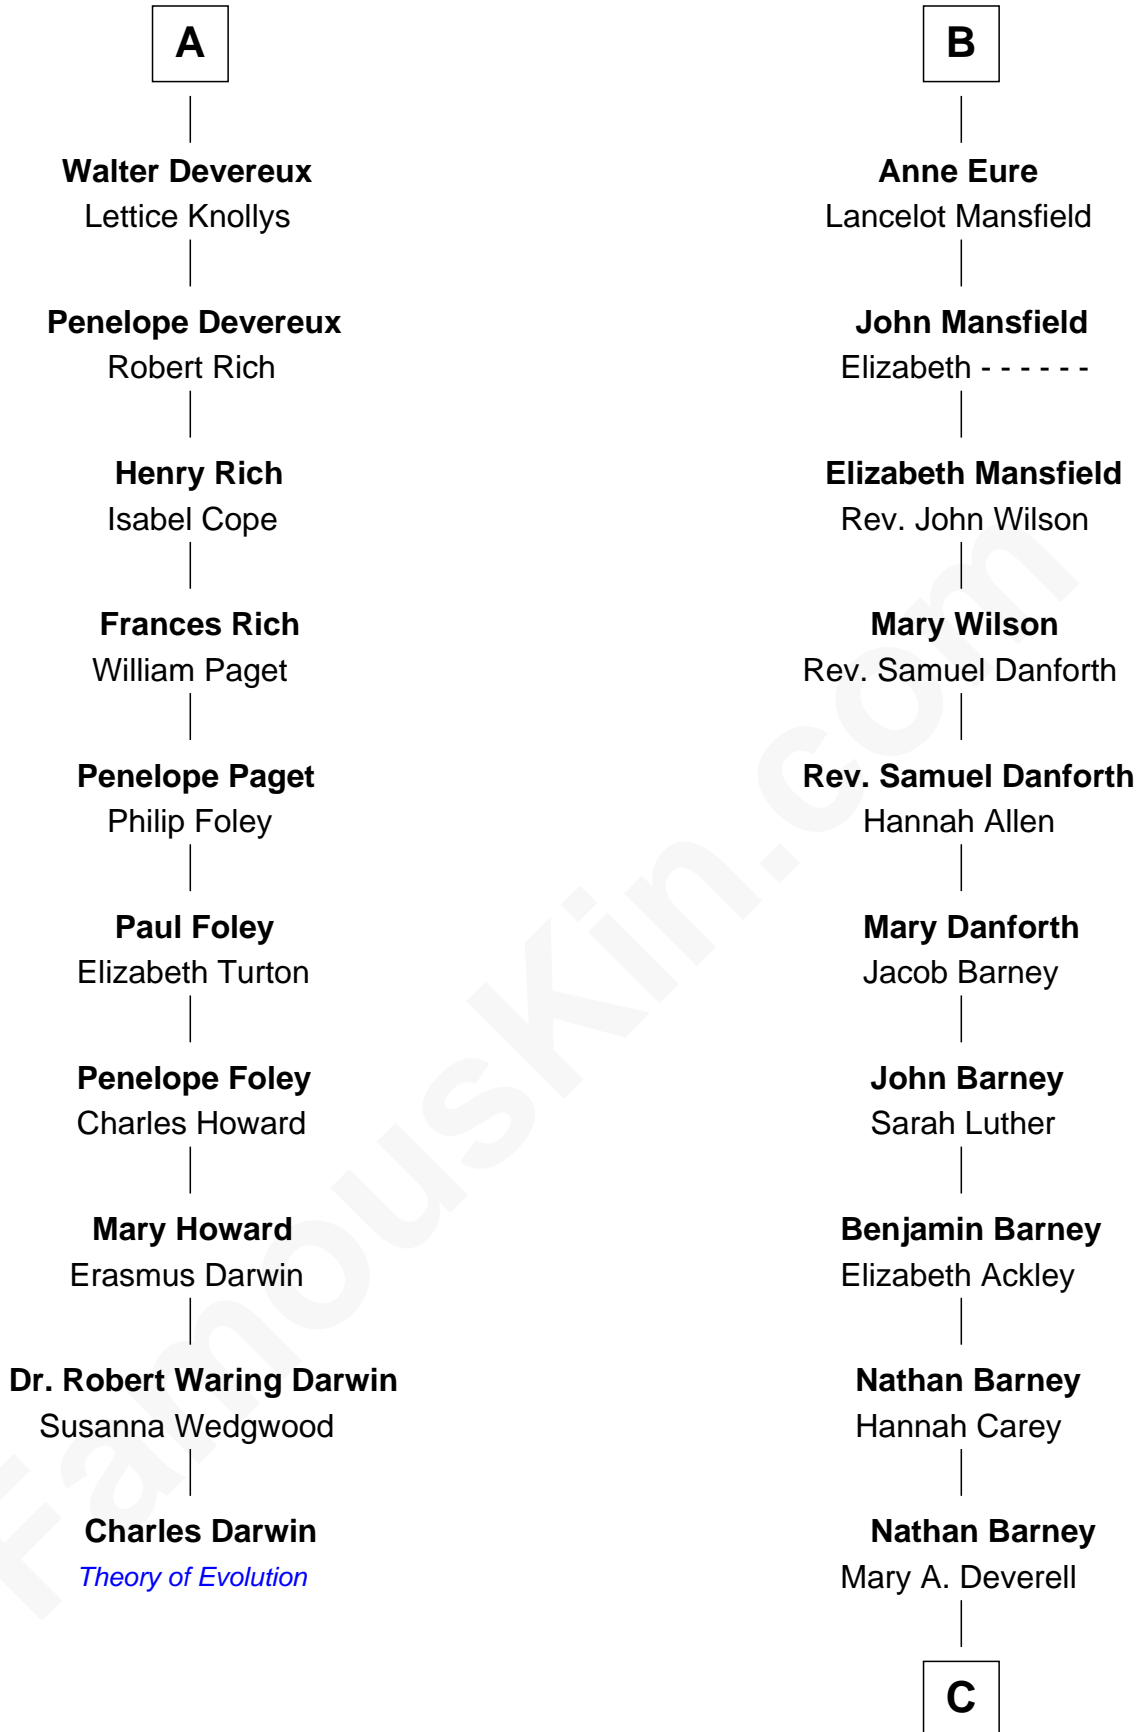 A
Walter Devereux
Lettice Knollys
Penelope Devereux
Robert Rich
Henry Rich
Isabel Cope
Frances Rich
William Paget
Penelope Paget
Philip Foley
Paul Foley
Elizabeth Turton
Penelope Foley
Charles Howard
Mary Howard
Erasmus Darwin
Dr. Robert Waring Darwin
Susanna Wedgwood
Charles Darwin
Theory of Evolution
B
Anne Eure
Lancelot Mansfield
John Mansfield
Elizabeth - - - - - -
Elizabeth Mansfield
Rev. John Wilson
Mary Wilson
Rev. Samuel Danforth
Rev. Samuel Danforth
Hannah Allen
Mary Danforth
Jacob Barney
John Barney
Sarah Luther
Benjamin Barney
Elizabeth Ackley
Nathan Barney
Hannah Carey
Nathan Barney
Mary A. Deverell
C
FamousKin.com